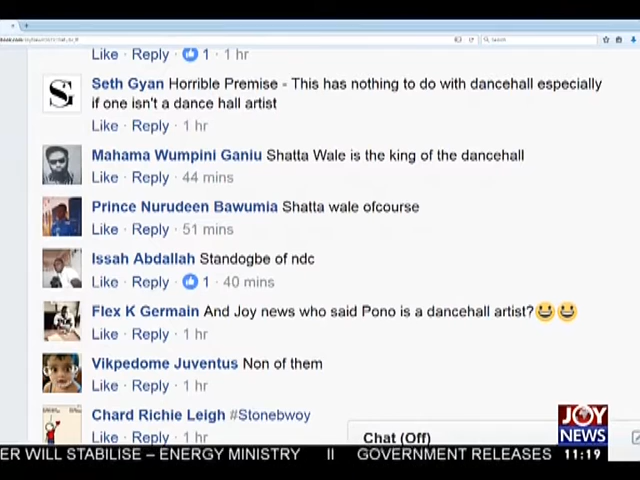 Like · Reply · 1 · 1 hr
Seth Gyan Horrible Premise - This has nothing to do with dancehall especially
if one isn't a dance hall artist
Like · Reply · 1 hr
Mahama Wumpini Ganiu Shatta Wale is the king of the dancehall
Like · Reply · 44 mins
Prince Nurudeen Bawumia Shatta wale ofcourse
Like · Reply · 51 mins
Issah Abdallah Standogbe of ndc
Like · Reply · 1 · 40 mins
Flex K Germain And Joy news who said Pono is a dancehall artist?😀😀
Like · Reply · 1 hr
Vikpedome Juventus Non of them
Like · Reply · 1 hr
Chard Richie Leigh #Stonebwoy
Like · Reply · 1 hr
Chat (Off)
JOY
NEWS
ER WILL STABILISE – ENERGY MINISTRY II GOVERNMENT RELEASES
11:19